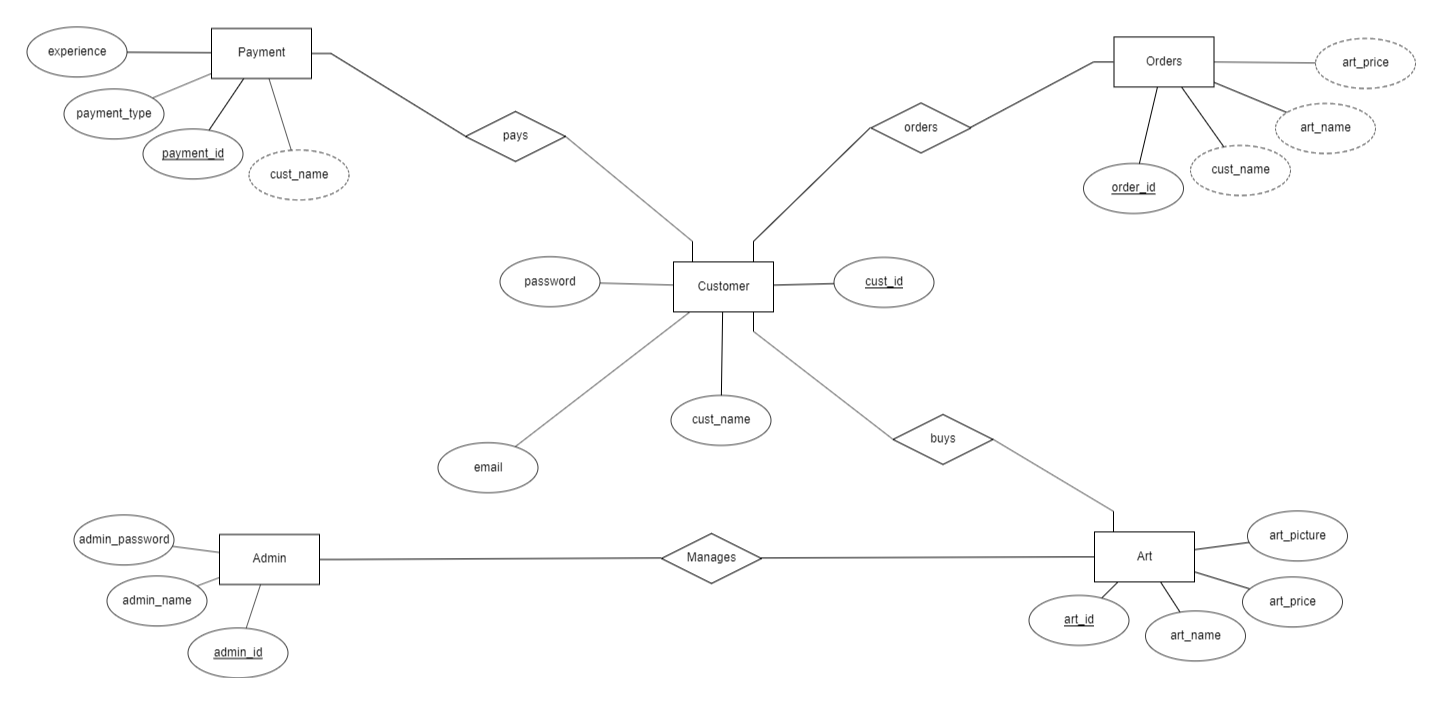 experience
Payment
payment_type
payment_id
cust_name
pays
orders
Orders
art_price
art_name
cust_name
order_id
password
Customer
cust_id
cust_name
email
buys
admin_password
Admin
admin_name
admin_id
Manages
Art
art_picture
art_price
art_id
art_name